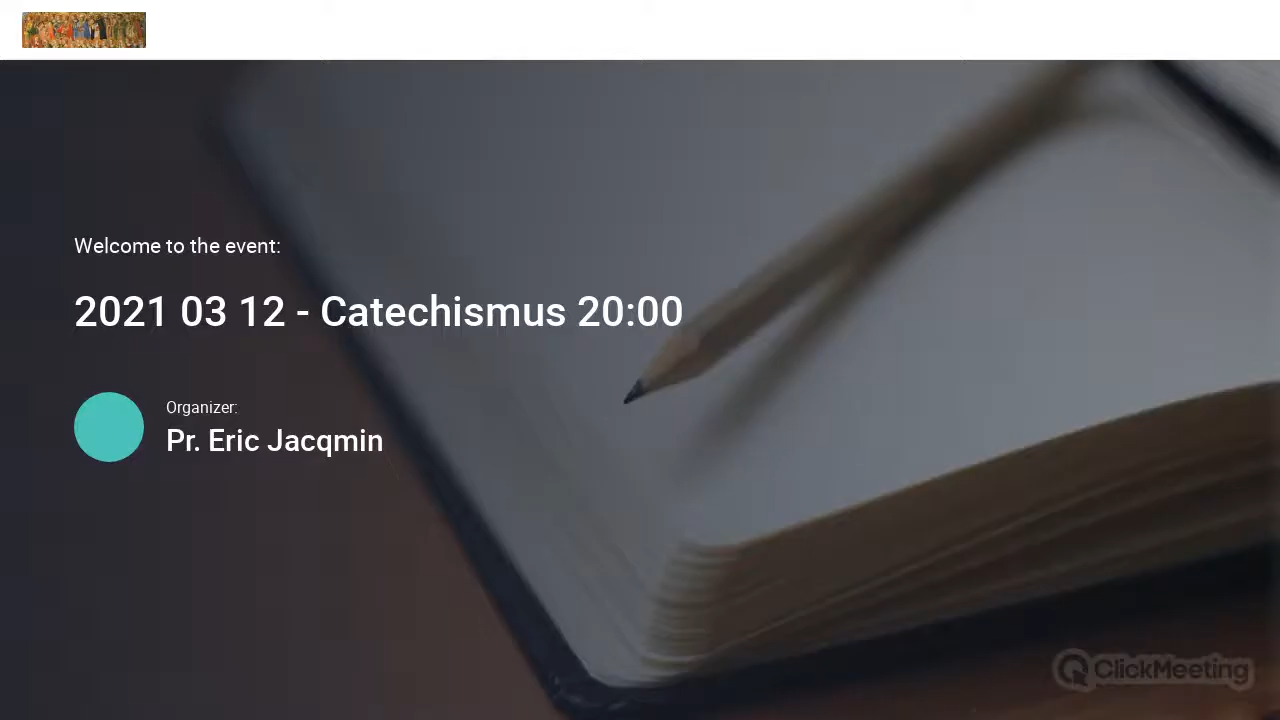 Welcome to the event:
2021 03 12 - Catechismus 20:00
Organizer:
Pr. Eric Jacqmin
ClickMeeting